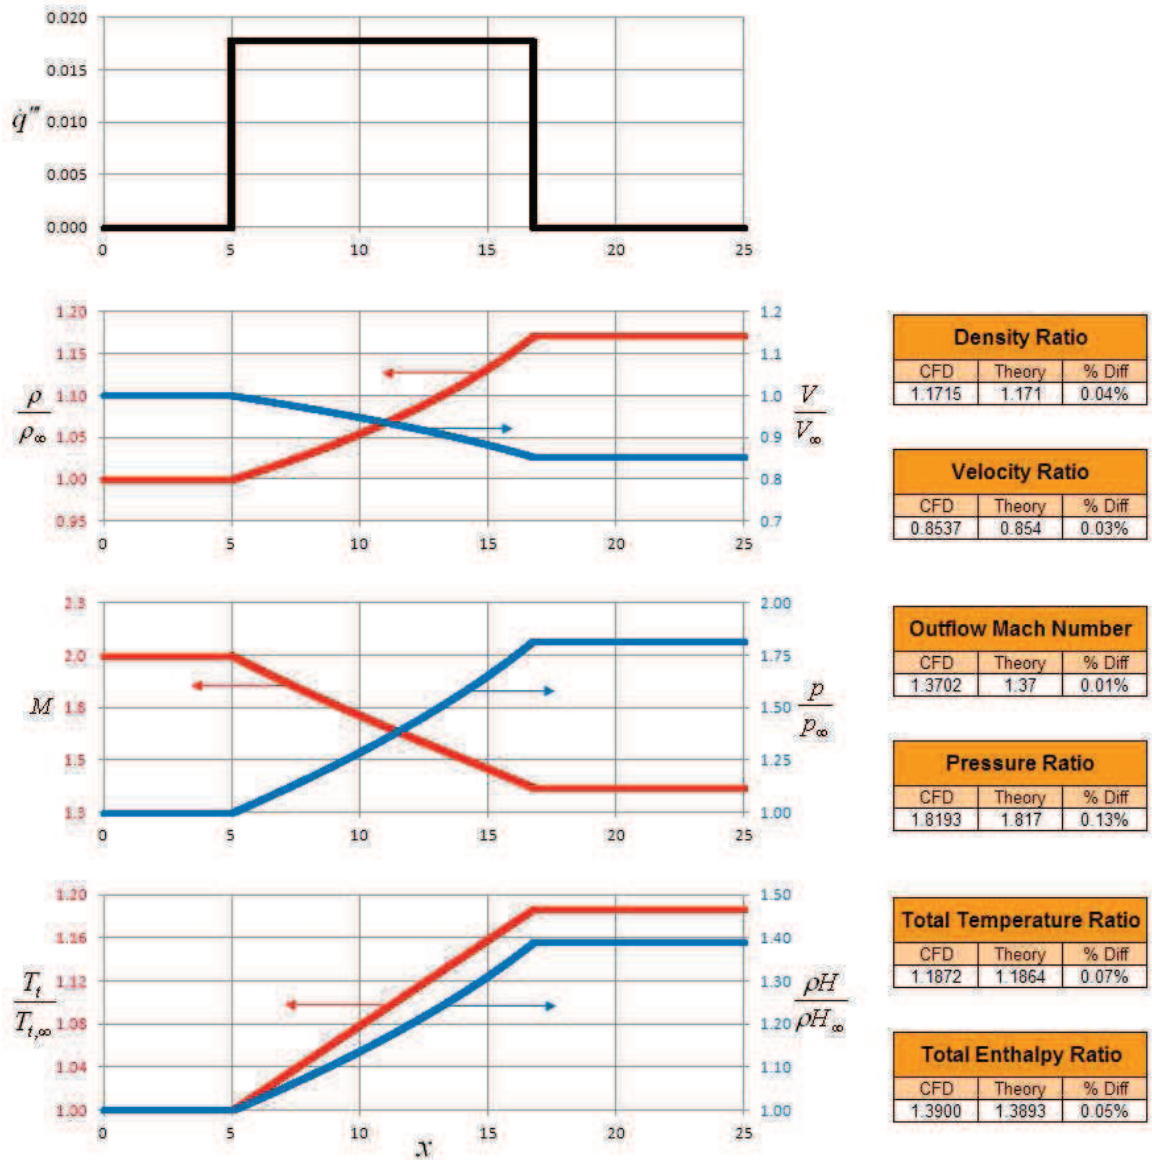 0.020
0.015
q̇‴ 0.010
0.005
0.000
0 5 10 15 20 25
1.20 1.2
1.15 1.1
1.10 1.0
ρ/ρ∞ 1.05 0.9 V/V∞
1.00 0.8
0.95 0.7
0 5 10 15 20 25
Density Ratio
CFD Theory % Diff
1.1715 1.171 0.04%
Velocity Ratio
CFD Theory % Diff
0.8537 0.854 0.03%
2.3 2.00
2.0 1.75
M 1.8 1.50 p/p∞
1.5 1.25
1.3 1.00
0 5 10 15 20 25
Outflow Mach Number
CFD Theory % Diff
1.3702 1.37 0.01%
Pressure Ratio
CFD Theory % Diff
1.8193 1.817 0.13%
1.20 1.50
1.16 1.40
Tt/Tt,∞ 1.12 1.30 ρH/ρH∞
1.08 1.20
1.04 1.10
1.00 1.00
0 5 10 15 20 25
x
Total Temperature Ratio
CFD Theory % Diff
1.1872 1.1864 0.07%
Total Enthalpy Ratio
CFD Theory % Diff
1.3900 1.3893 0.05%